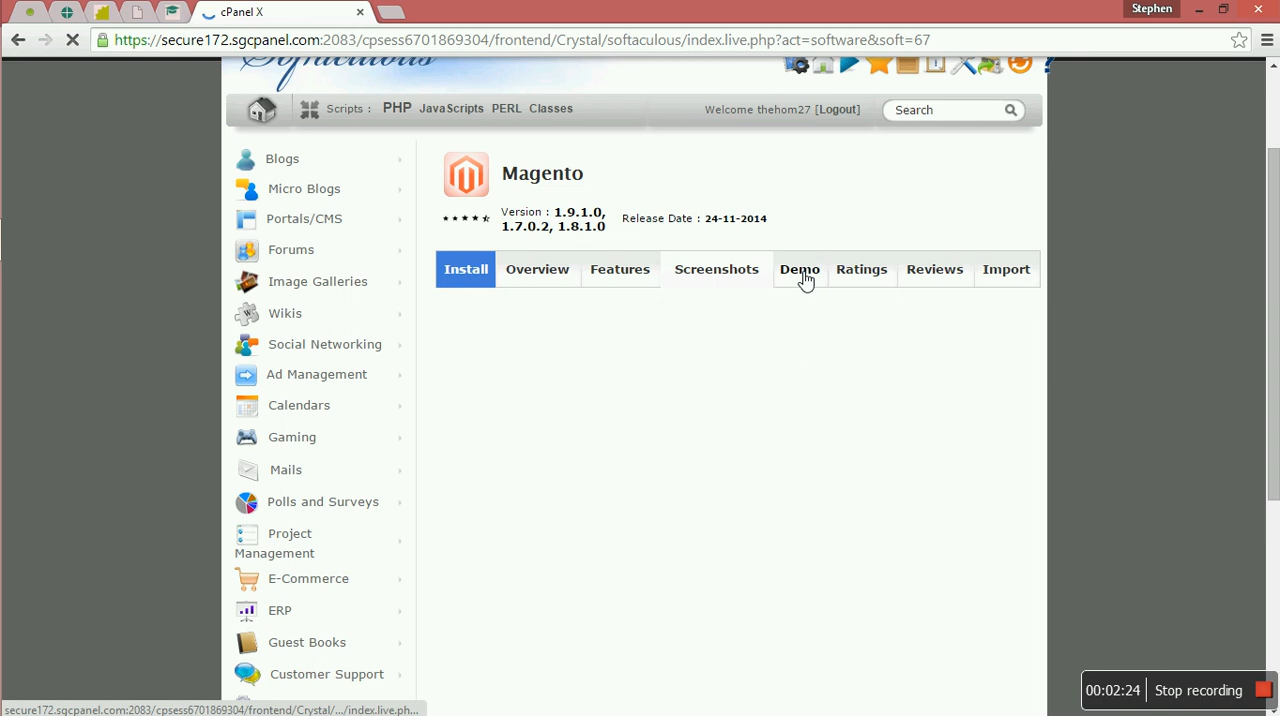 Stephen
cPanel X
https://secure172.sgcpanel.com:2083/cpsess6701869304/frontend/Crystal/softaculous/index.live.php?act=software&soft=67
Scripts : PHP JavaScripts PERL Classes
Welcome thehom27 [Logout]
Search
Blogs
Micro Blogs
Portals/CMS
Forums
Image Galleries
Wikis
Social Networking
Ad Management
Calendars
Gaming
Mails
Polls and Surveys
Project
Management
E-Commerce
ERP
Guest Books
Customer Support
Magento
Version : 1.9.1.0,
1.7.0.2, 1.8.1.0
Release Date : 24-11-2014
Install Overview Features Screenshots Demo Ratings Reviews Import
00:02:24 Stop recording
secure172.sgcpanel.com:2083/cpsess6701869304/frontend/Crystal/.../index.live.ph...